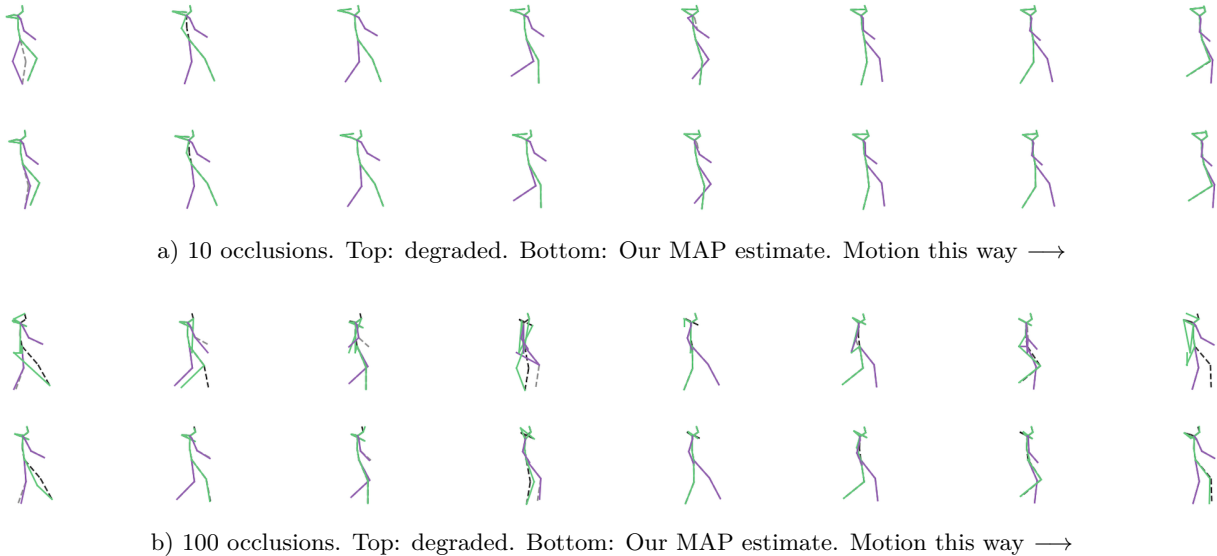 a) 10 occlusions. Top: degraded. Bottom: Our MAP estimate. Motion this way ⟶
b) 100 occlusions. Top: degraded. Bottom: Our MAP estimate. Motion this way ⟶